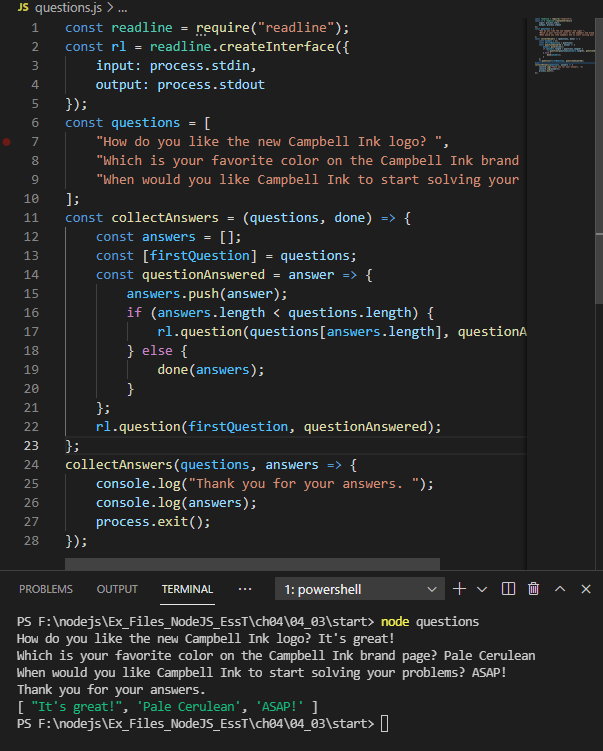 JS questions.js > ...
1 const readline = require("readline");
2 const rl = readline.createInterface({
3     input: process.stdin,
4     output: process.stdout
5 });
6 const questions = [
7     "How do you like the new Campbell Ink logo? ",
8     "Which is your favorite color on the Campbell Ink brand
9     "When would you like Campbell Ink to start solving your
10 ];
11 const collectAnswers = (questions, done) => {
12     const answers = [];
13     const [firstQuestion] = questions;
14     const questionAnswered = answer => {
15         answers.push(answer);
16         if (answers.length < questions.length) {
17             rl.question(questions[answers.length], questionA
18         } else {
19             done(answers);
20         }
21     };
22     rl.question(firstQuestion, questionAnswered);
23 };
24 collectAnswers(questions, answers => {
25     console.log("Thank you for your answers. ");
26     console.log(answers);
27     process.exit();
28 });
PROBLEMS OUTPUT TERMINAL ... 1: powershell
PS F:\nodejs\Ex_Files_NodeJS_EssT\ch04\04_03\start> node questions
How do you like the new Campbell Ink logo? It's great!
Which is your favorite color on the Campbell Ink brand page? Pale Cerulean
When would you like Campbell Ink to start solving your problems? ASAP!
Thank you for your answers.
[ "It's great!", 'Pale Cerulean', 'ASAP!' ]
PS F:\nodejs\Ex_Files_NodeJS_EssT\ch04\04_03\start>